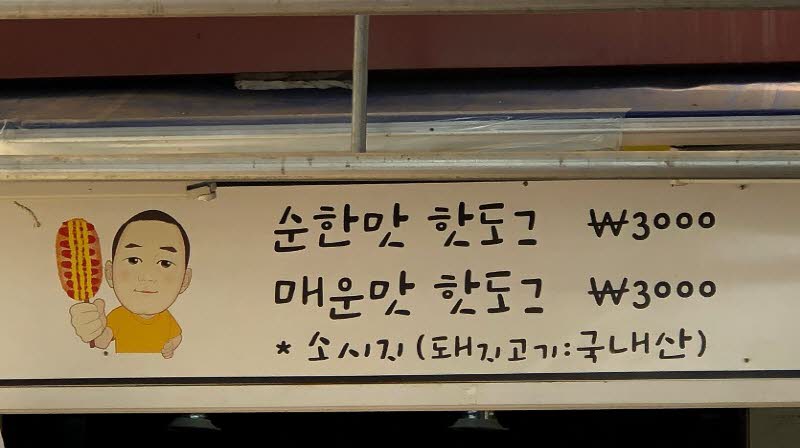 순한맛 핫도그 ₩3000
매운맛 핫도그 ₩3000
* 소시지 (돼지고기:국내산)